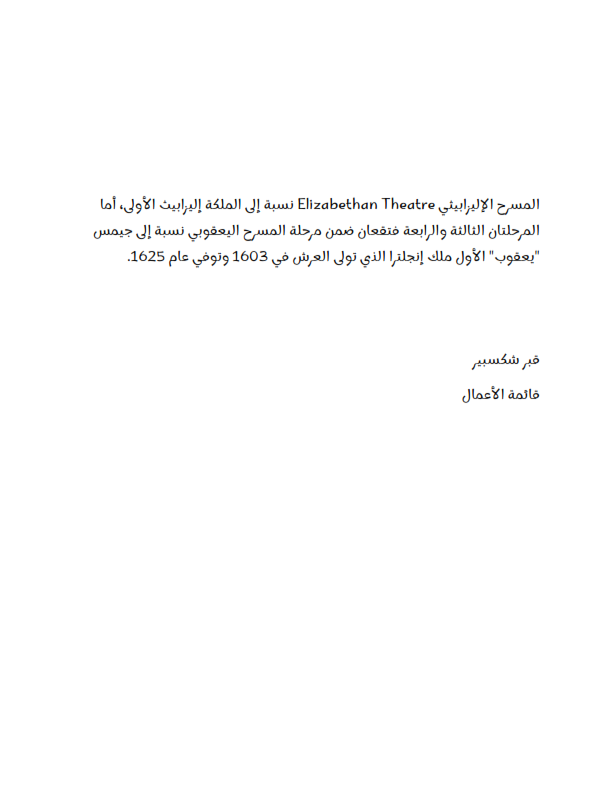 المسرح الإليزابيثي Elizabethan Theatre نسبة إلى الملكة إليزابيث الأولى، أما
المرحلتان الثالثة والرابعة فتقعان ضمن مرحلة المسرح اليعقوبي نسبة إلى جيمس
"يعقوب" الأول ملك إنجلترا الذي تولى العرش في 1603 وتوفي عام 1625.
قبر شكسبير
قائمة الأعمال